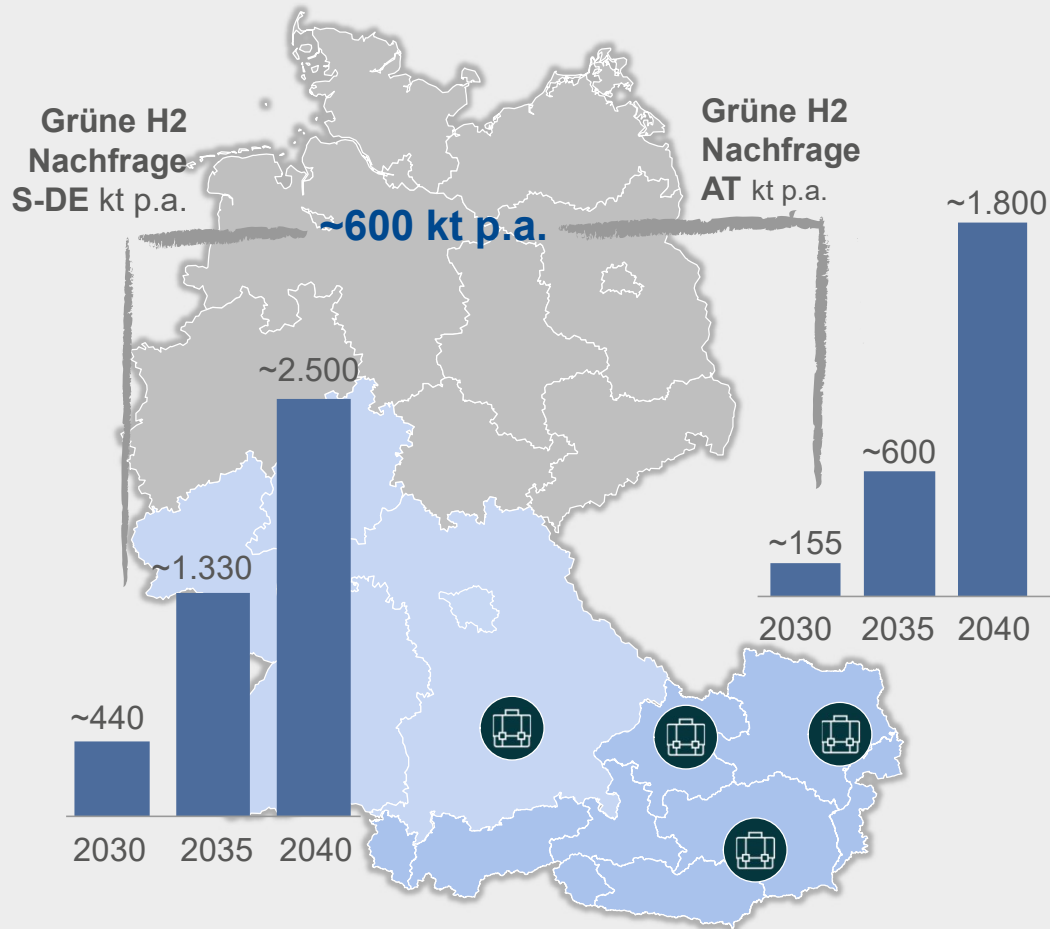 Grüne H2
Nachfrage
S-DE kt p.a.
~600 kt p.a.
Grüne H2
Nachfrage
AT kt p.a.
~440
~1.330
~2.500
2030 2035 2040
~155
~600
~1.800
2030 2035 2040